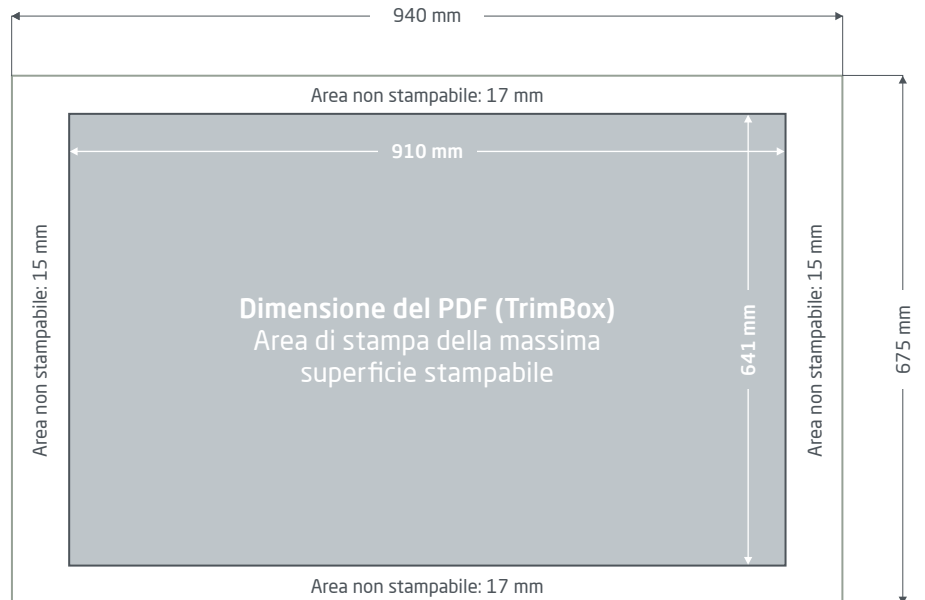 940 mm
Area non stampabile: 17 mm
910 mm
Area non stampabile: 15 mm
Dimensione del PDF (TrimBox)
Area di stampa della massima
superficie stampabile
641 mm
Area non stampabile: 15 mm
675 mm
Area non stampabile: 17 mm